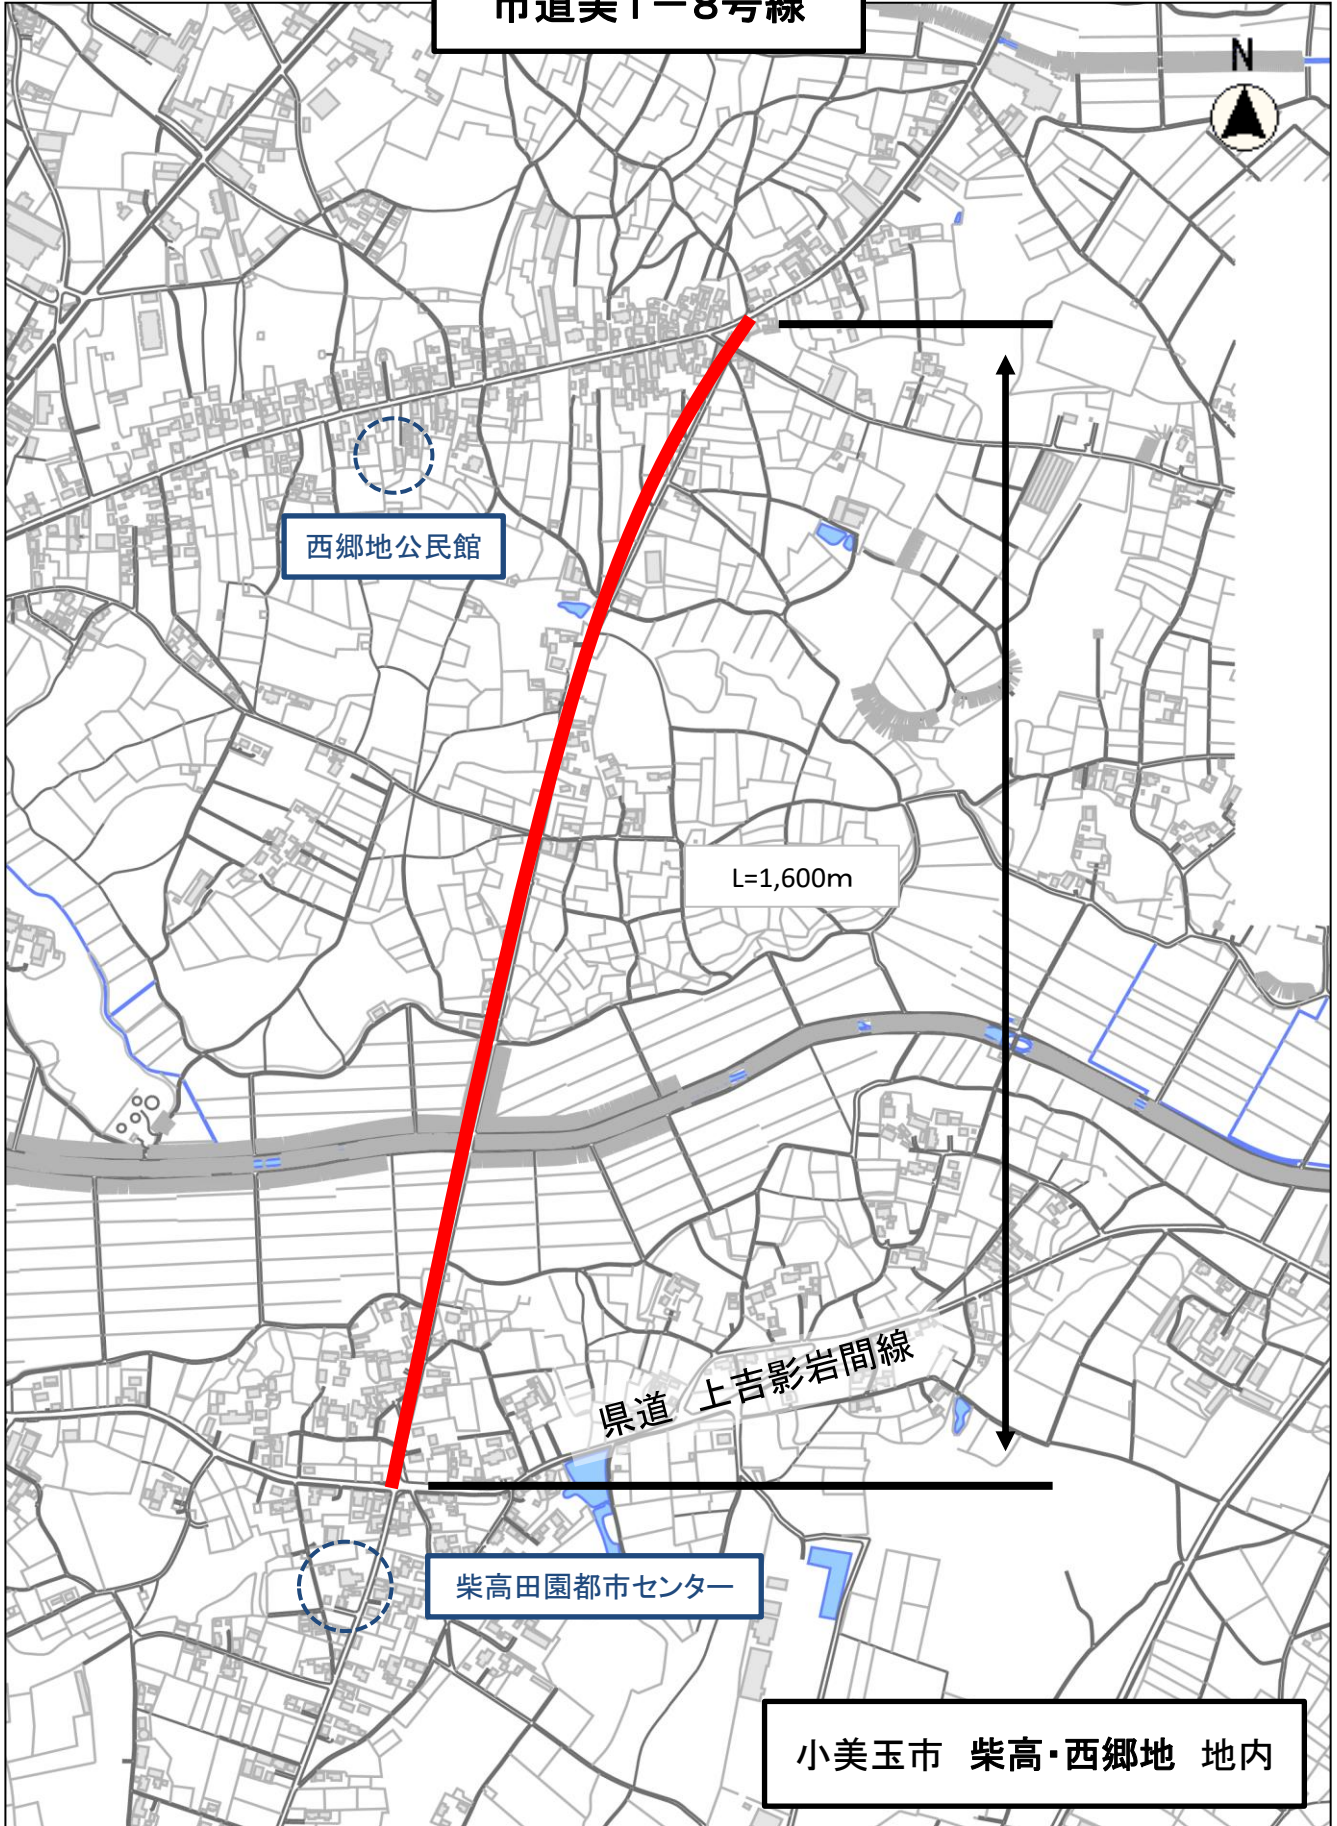 市道美1-8号線
N
西郷地公民館
L=1,600m
県道 上吉影岩間線
柴高田園都市センター
小美玉市 柴高・西郷地 地内